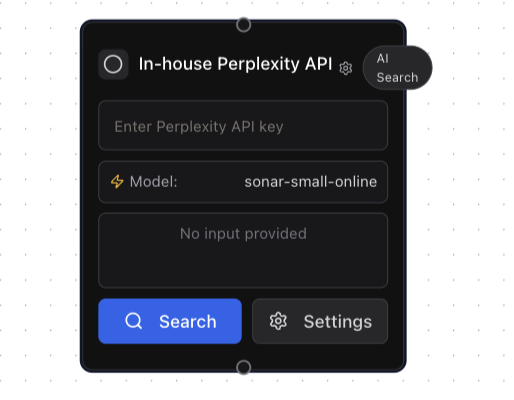 In-house Perplexity API
AI
Search
Enter Perplexity API key
Model: sonar-small-online
No input provided
Search
Settings